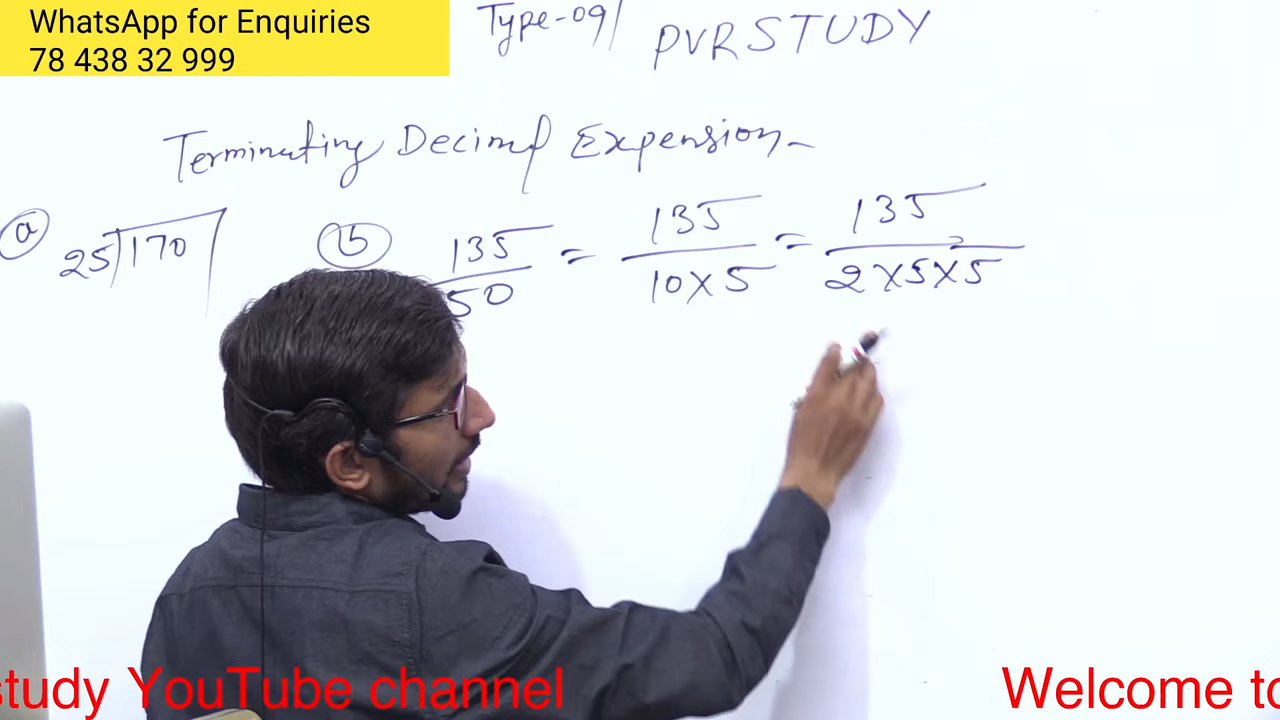 WhatsApp for Enquiries
78 438 32 999
Type-09/ PVRSTUDY
Terminating Decimal Expension-
(a) 25)170
(b) 135/50 = 135/10×5 = 135/2×5×5
study YouTube channel
Welcome to